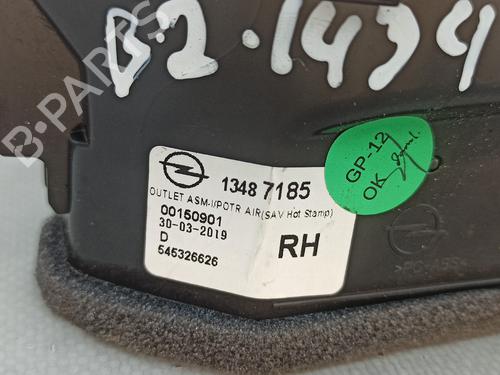 B2.1434
B-PARTS
1348 7185
OUTLET ASM-I/POTR AIR(SAV Hot Stamp)
00150901
30-03-2019
D
545326626
RH
GP-12
OK